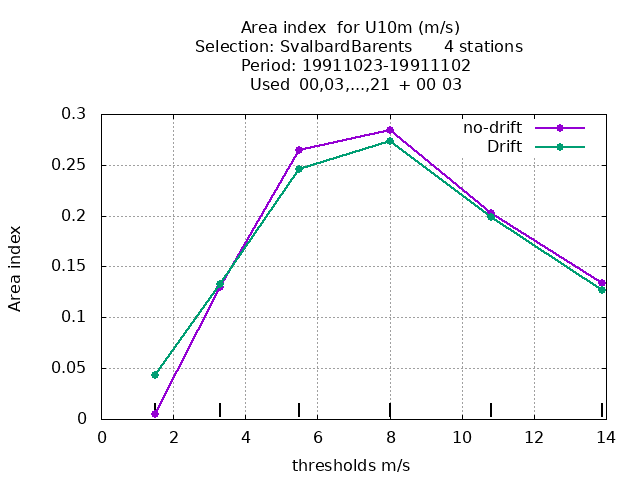 Area index  for U10m (m/s)
Selection: SvalbardBarents      4 stations
Period: 19911023-19911102
Used  00,03,...,21  + 00 03
no-drift
Drift
0.3
0.25
0.2
0.15
0.1
0.05
0
Area index
0 2 4 6 8 10 12 14
thresholds m/s